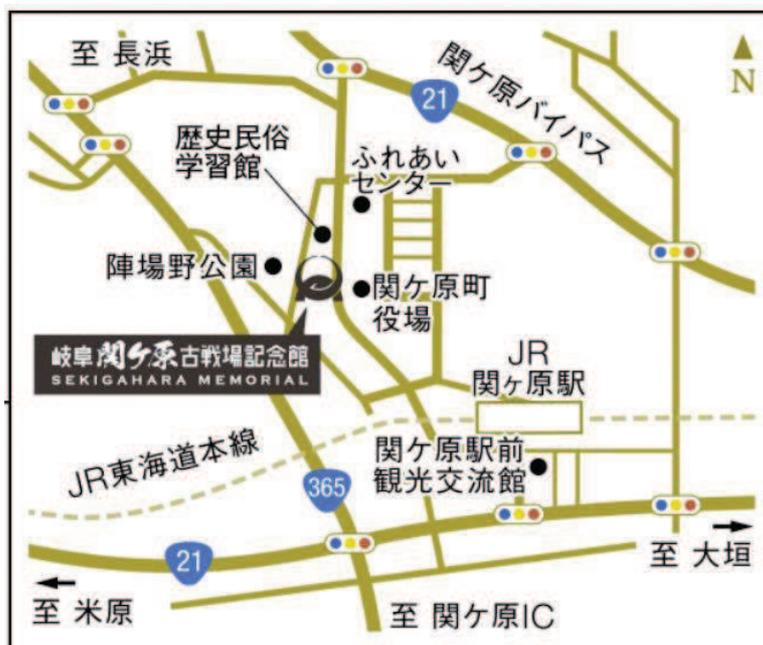 至 長浜
21
関ケ原バイパス
N
歴史民俗
学習館
ふれあい
センター
陣場野公園
関ケ原町
役場
岐阜関ケ原古戦場記念館
SEKIGAHARA MEMORIAL
JR
関ヶ原駅
JR東海道本線
関ケ原駅前
観光交流館
365
21
至 大垣
至 米原
至 関ケ原IC